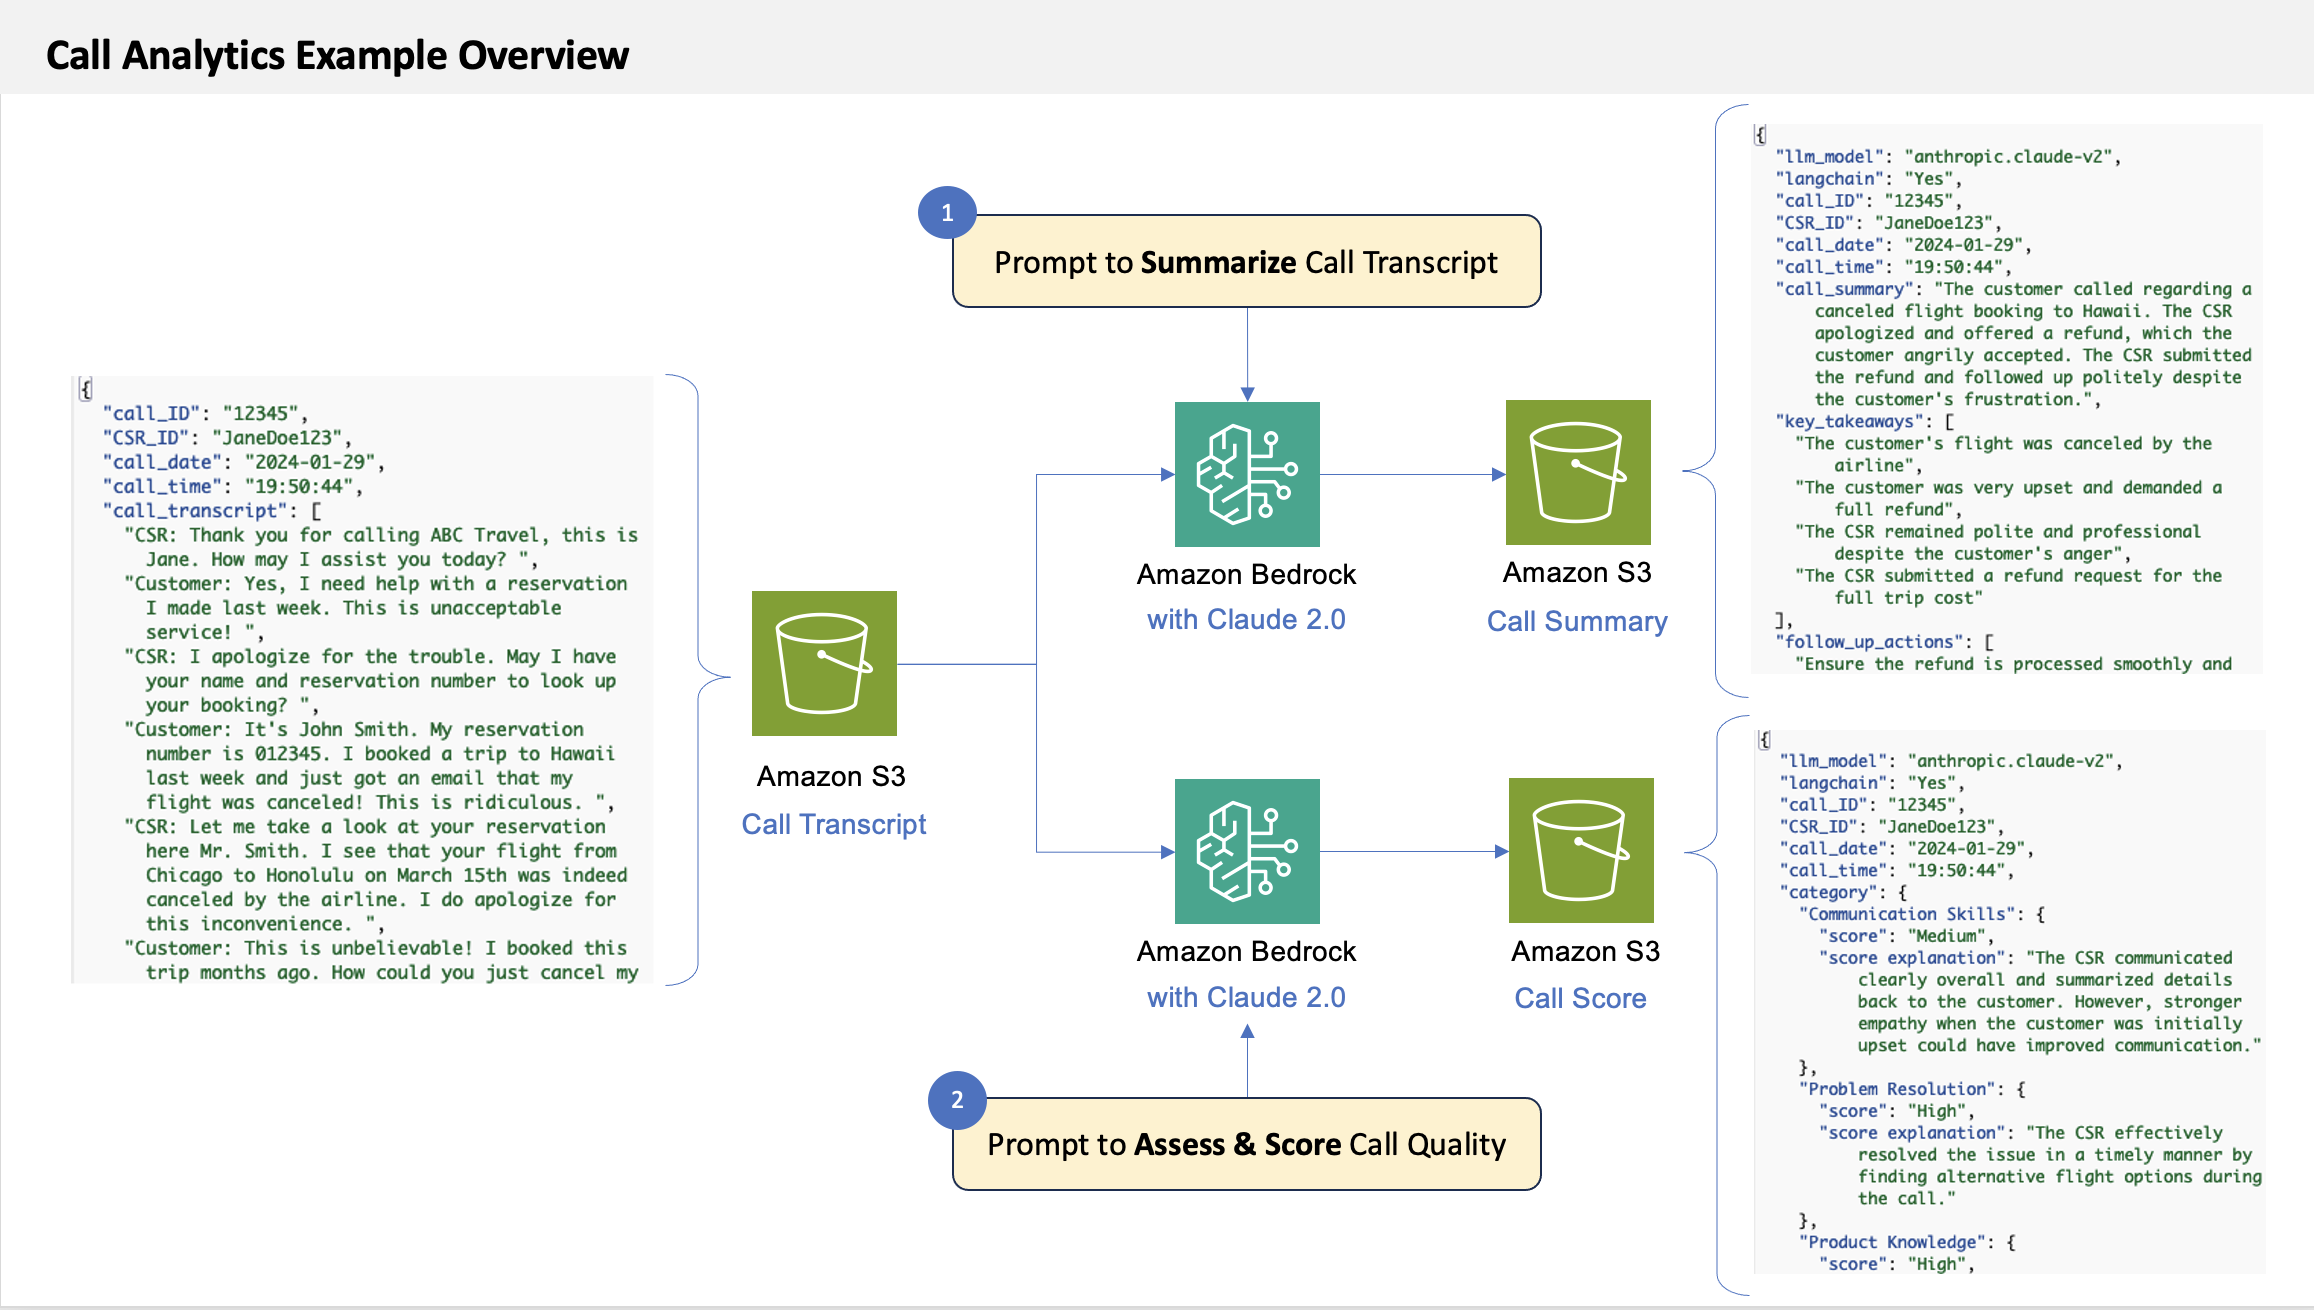 Call Analytics Example Overview
{
"call_ID": "12345",
"CSR_ID": "JaneDoe123",
"call_date": "2024-01-29",
"call_time": "19:50:44",
"call_transcript": [
"CSR: Thank you for calling ABC Travel, this is
Jane. How may I assist you today? ",
"Customer: Yes, I need help with a reservation
I made last week. This is unacceptable
service! ",
"CSR: I apologize for the trouble. May I have
your name and reservation number to look up
your booking? ",
"Customer: It's John Smith. My reservation
number is 012345. I booked a trip to Hawaii
last week and just got an email that my
flight was canceled! This is ridiculous. ",
"CSR: Let me take a look at your reservation
here Mr. Smith. I see that your flight from
Chicago to Honolulu on March 15th was indeed
canceled by the airline. I do apologize for
this inconvenience. ",
"Customer: This is unbelievable! I booked this
trip months ago. How could you just cancel my
Amazon S3
Call Transcript
1
Prompt to Summarize Call Transcript
Amazon Bedrock
with Claude 2.0
Amazon S3
Call Summary
Amazon Bedrock
with Claude 2.0
Amazon S3
Call Score
2
Prompt to Assess & Score Call Quality
{
"llm_model": "anthropic.claude-v2",
"langchain": "Yes",
"call_ID": "12345",
"CSR_ID": "JaneDoe123",
"call_date": "2024-01-29",
"call_time": "19:50:44",
"call_summary": "The customer called regarding a
canceled flight booking to Hawaii. The CSR
apologized and offered a refund, which the
customer angrily accepted. The CSR submitted
the refund and followed up politely despite
the customer's frustration.",
"key_takeaways": [
"The customer's flight was canceled by the
airline",
"The customer was very upset and demanded a
full refund",
"The CSR remained polite and professional
despite the customer's anger",
"The CSR submitted a refund request for the
full trip cost"
],
"follow_up_actions": [
"Ensure the refund is processed smoothly and
{
"llm_model": "anthropic.claude-v2",
"langchain": "Yes",
"call_ID": "12345",
"CSR_ID": "JaneDoe123",
"call_date": "2024-01-29",
"call_time": "19:50:44",
"category": {
"Communication Skills": {
"score": "Medium",
"score explanation": "The CSR communicated
clearly overall and summarized details
back to the customer. However, stronger
empathy when the customer was initially
upset could have improved communication."
},
"Problem Resolution": {
"score": "High",
"score explanation": "The CSR effectively
resolved the issue in a timely manner by
finding alternative flight options during
the call."
},
"Product Knowledge": {
"score": "High",